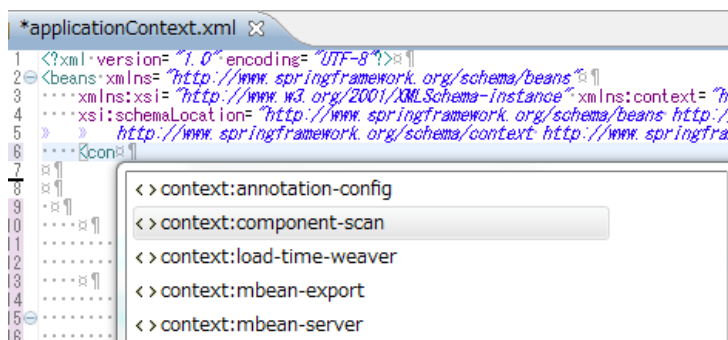 *applicationContext.xml
1 <?xml version="1.0" encoding="UTF-8"?>
2 <beans xmlns="http://www.springframework.org/schema/beans"
3 xmlns:xsi="http://www.w3.org/2001/XMLSchema-instance" xmlns:context="h
4 xsi:schemaLocation="http://www.springframework.org/schema/beans http:/
5 http://www.springframework.org/schema/context http://www.springfra
6 <con
7
8
9
10
11
12
13
14
15
16
<> context:annotation-config
<> context:component-scan
<> context:load-time-weaver
<> context:mbean-export
<> context:mbean-server